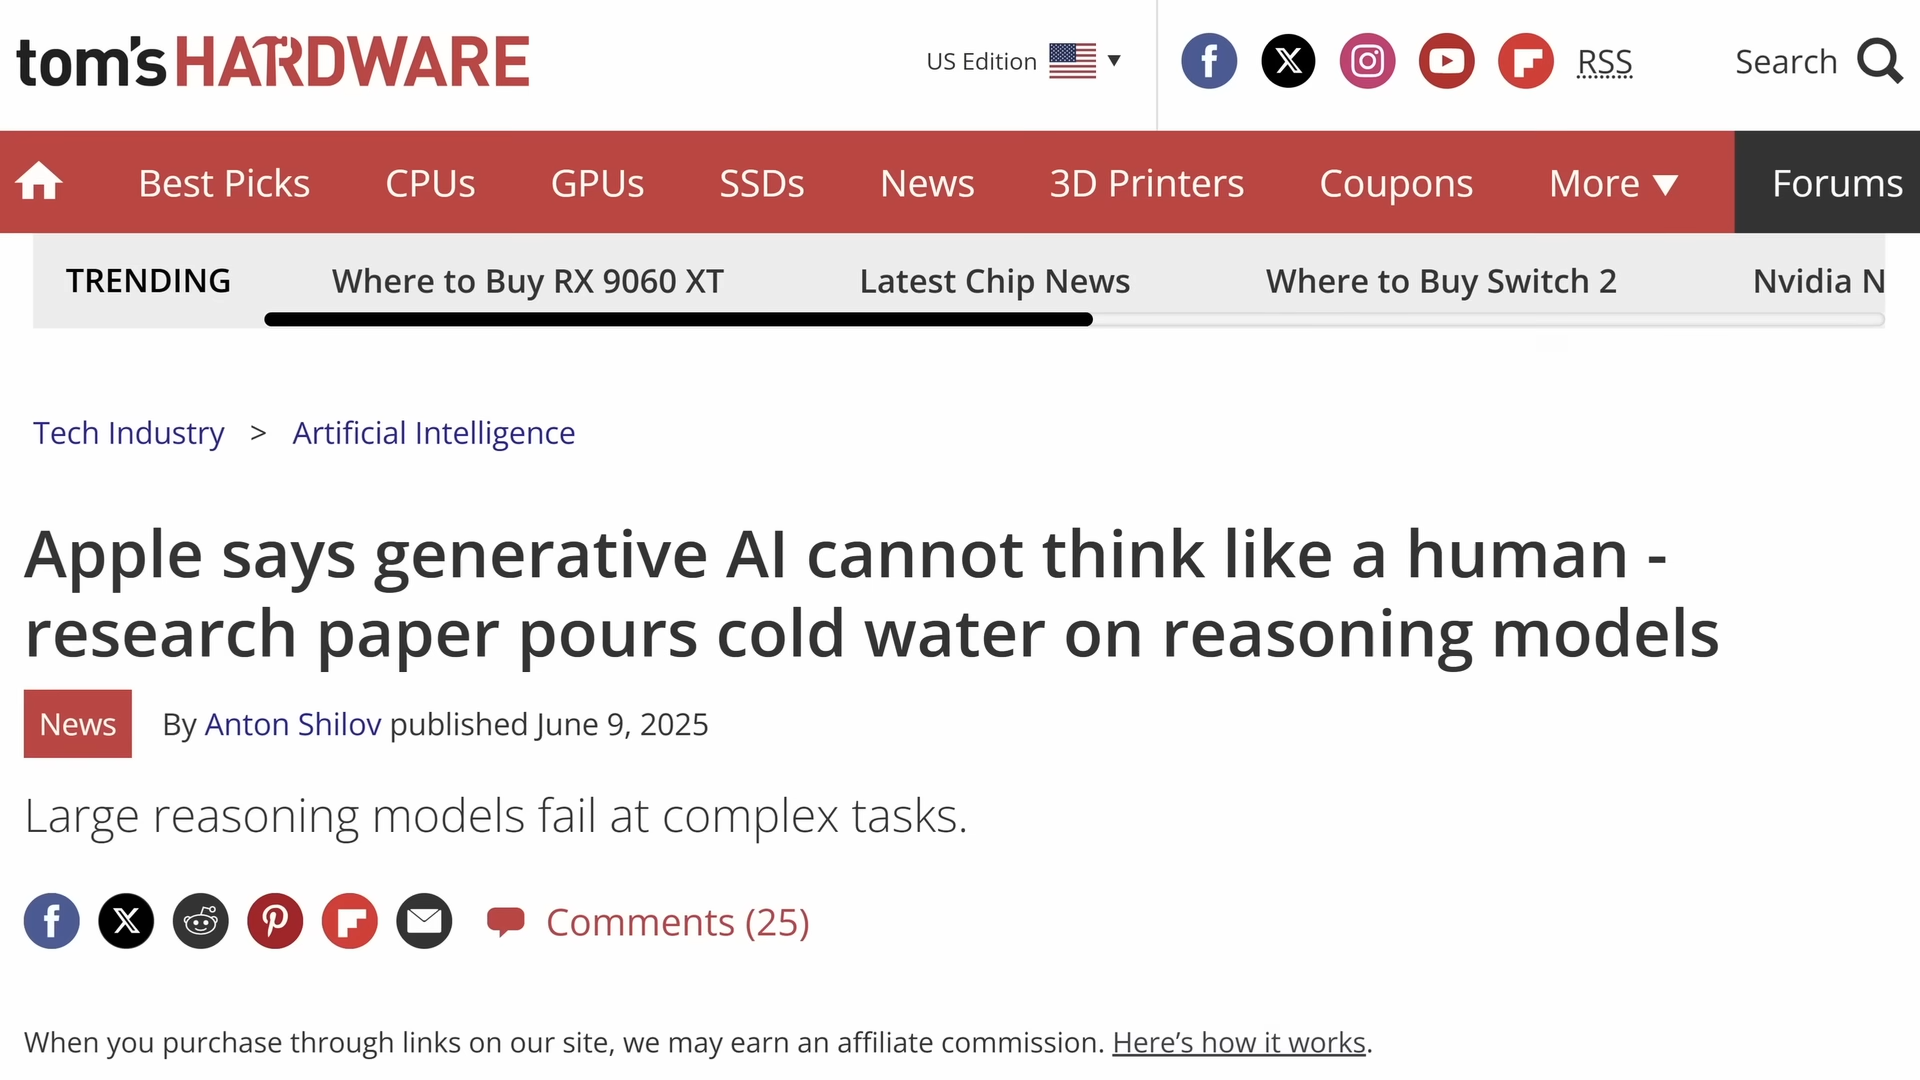 tom's HARDWARE
US Edition
RSS
Search
Best Picks
CPUs
GPUs
SSDs
News
3D Printers
Coupons
More
Forums
TRENDING
Where to Buy RX 9060 XT
Latest Chip News
Where to Buy Switch 2
Nvidia N
Tech Industry > Artificial Intelligence
Apple says generative AI cannot think like a human -
research paper pours cold water on reasoning models
News
By Anton Shilov published June 9, 2025
Large reasoning models fail at complex tasks.
Comments (25)
When you purchase through links on our site, we may earn an affiliate commission. Here’s how it works.